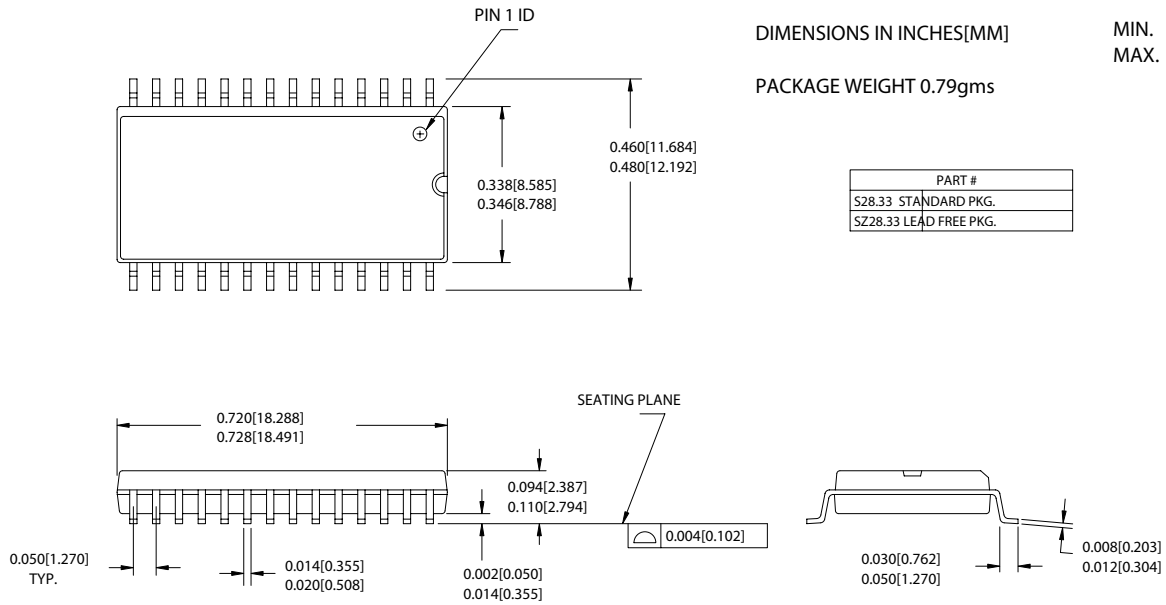 PIN 1 ID
DIMENSIONS IN INCHES[MM]
MIN.
MAX.
PACKAGE WEIGHT 0.79gms
0.460[11.684]
0.480[12.192]
0.338[8.585]
0.346[8.788]
PART #
S28.33 STANDARD PKG.
SZ28.33 LEAD FREE PKG.
SEATING PLANE
0.720[18.288]
0.728[18.491]
0.094[2.387]
0.110[2.794]
0.004[0.102]
0.050[1.270]
TYP.
0.014[0.355]
0.020[0.508]
0.002[0.050]
0.014[0.355]
0.030[0.762]
0.050[1.270]
0.008[0.203]
0.012[0.304]